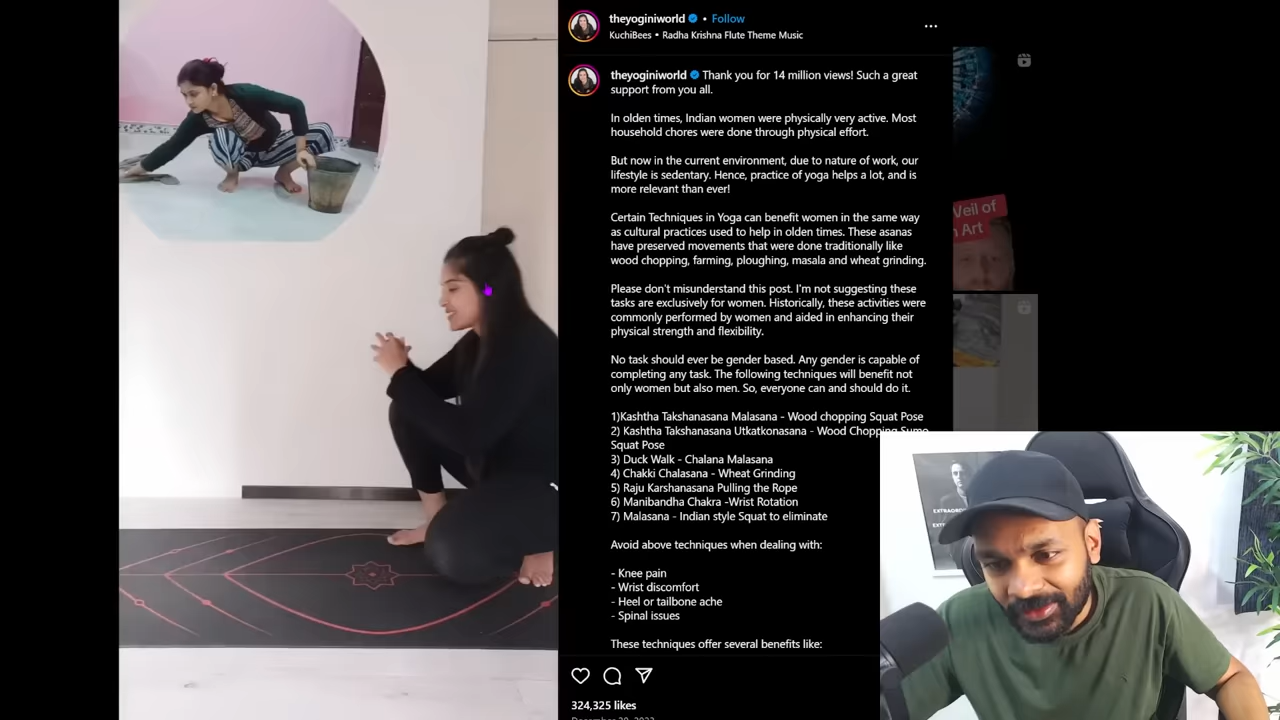 theyoginiworld • Follow
KuchiBees • Radha Krishna Flute Theme Music
theyoginiworld Thank you for 14 million views! Such a great
support from you all.
In olden times, Indian women were physically very active. Most
household chores were done through physical effort.
But now in the current environment, due to nature of work, our
lifestyle is sedentary. Hence, practice of yoga helps a lot, and is
more relevant than ever!
Certain Techniques in Yoga can benefit women in the same way
as cultural practices used to help in olden times. These asanas
have preserved movements that were done traditionally like
wood chopping, farming, ploughing, masala and wheat grinding.
Please don't misunderstand this post. I'm not suggesting these
tasks are exclusively for women. Historically, these activities were
commonly performed by women and aided in enhancing their
physical strength and flexibility.
No task should ever be gender based. Any gender is capable of
completing any task. The following techniques will benefit not
only women but also men. So, everyone can and should do it.
1)Kashtha Takshanasana Malasana - Wood chopping Squat Pose
2) Kashtha Takshanasana Utkatkonasana - Wood Chopping Sumo
Squat Pose
3) Duck Walk - Chalana Malasana
4) Chakki Chalasana - Wheat Grinding
5) Raju Karshanasana Pulling the Rope
6) Manibandha Chakra -Wrist Rotation
7) Malasana - Indian style Squat to eliminate
Avoid above techniques when dealing with:
- Knee pain
- Wrist discomfort
- Heel or tailbone ache
- Spinal issues
These techniques offer several benefits like:
324,325 likes
Veil of
Art